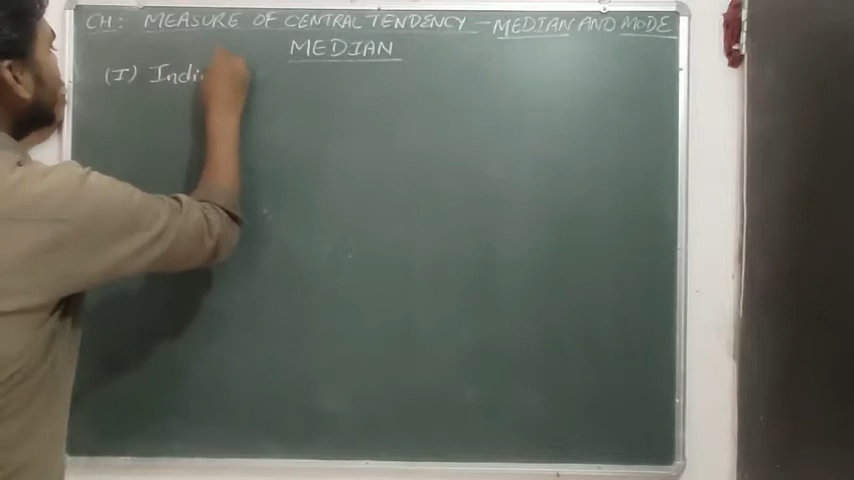 CH: MEASURE OF CENTRAL TENDENCY - MEDIAN AND MODE
MEDIAN
(I) Indi